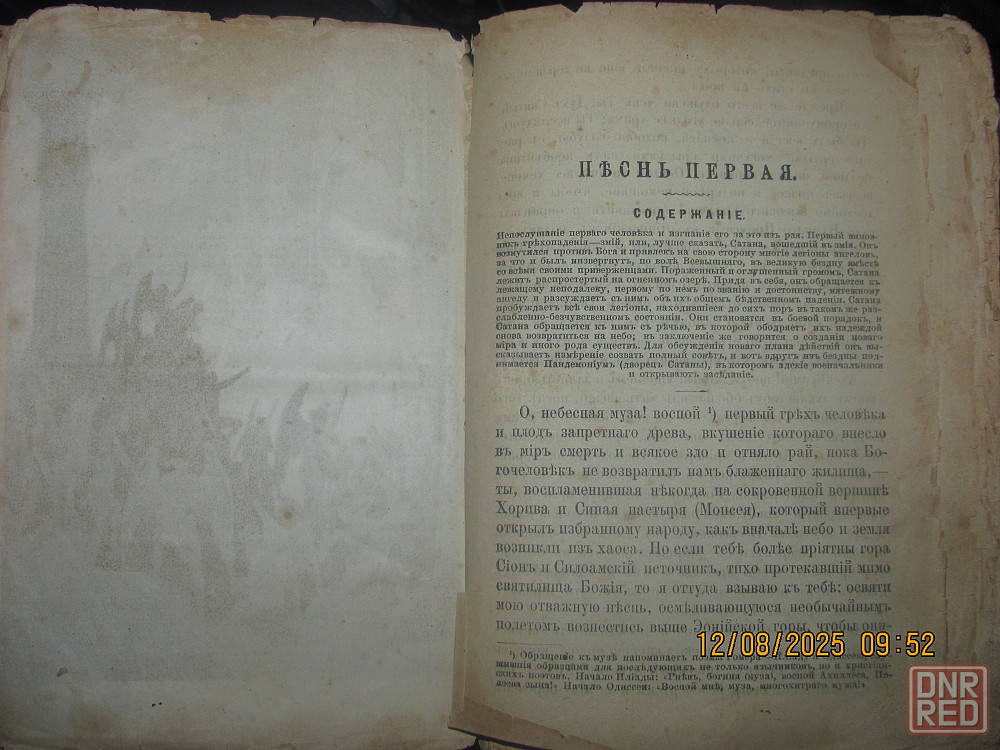 ПѢСНЬ ПЕРВАЯ.
СОДЕРЖАНІЕ.
Непослушаніе перваго человѣка и изгнаніе его за это изъ рая. Первый винов-
никъ грѣхопаденія—змій, или, лучше сказать, Сатана, вошедшій въ змія. Онъ
возмутился противъ Бога и привлекъ на свою сторону многіе легіоны ангеловъ,
за что и былъ низвергнутъ, по волѣ Всевышняго, въ великую бездну вмѣстѣ
со всѣми своими приверженцами. Пораженный и оглушенный громомъ, Сатана
лежитъ распростертый на огненномъ озерѣ. Придя въ себя, онъ обращается къ
лежащему неподалеку, первому по немъ по званію и достоинству, мятежному
ангелу и разсуждаетъ съ нимъ объ ихъ общемъ бѣдственномъ паденіи. Сатана
пробуждаетъ всѣ свои легіоны, находившіеся до сихъ поръ въ такомъ же раз-
слабленно-безчувственномъ состояніи. Они становятся въ боевой порядокъ, и
Сатана обращается къ нимъ съ рѣчью, въ которой ободряетъ ихъ надеждой
снова возвратиться на небо; въ заключеніе же говорится о созданіи новаго
міра и иного рода существъ. Для обсужденія новаго плана дѣйствій онъ вы-
сказываетъ намѣреніе созвать полный совѣтъ, и вотъ вдругъ изъ бездны под-
нимается Пандемоніумъ (дворецъ Сатаны), въ которомъ адскіе военачальники
и открываютъ засѣданіе.
О, небесная муза! воспой ¹) первый грѣхъ человѣка
и плодъ запретнаго древа, вкушеніе котораго внесло
въ міръ смерть и всякое зло и отняло рай, пока Бо-
гочеловѣкъ не возвратилъ намъ блаженнаго жилища,—
ты, воспламенившая нѣкогда на сокровенной вершинѣ
Хорива и Синая пастыря (Моисея), который впервые
открылъ избранному народу, какъ вначалѣ небо и земля
возникли изъ хаоса. Но если тебѣ болѣе пріятны гора
Сіонъ и Силоамскій источникъ, тихо протекавшій мимо
святилища Божія, то я оттуда взываю къ тебѣ: освяти
мою отважную пѣснь, осмѣливающуюся необычайнымъ
полетомъ вознестись выше Эонійской горы, чтобы опи-
¹) Обращеніе къ музѣ напоминаетъ поэмы Гомера
шившія образцами для послѣдующихъ не только язычниковъ, но и христіан-
скихъ поэтовъ. Начало Иліады: «Гнѣвъ, богиня (муза), воспой Ахиллеса, Пе-
леева сына!» Начало Одиссеи: «Воспой мнѣ, муза, многохитраго мужа!»
12/08/2025 09:52
DNR
RED